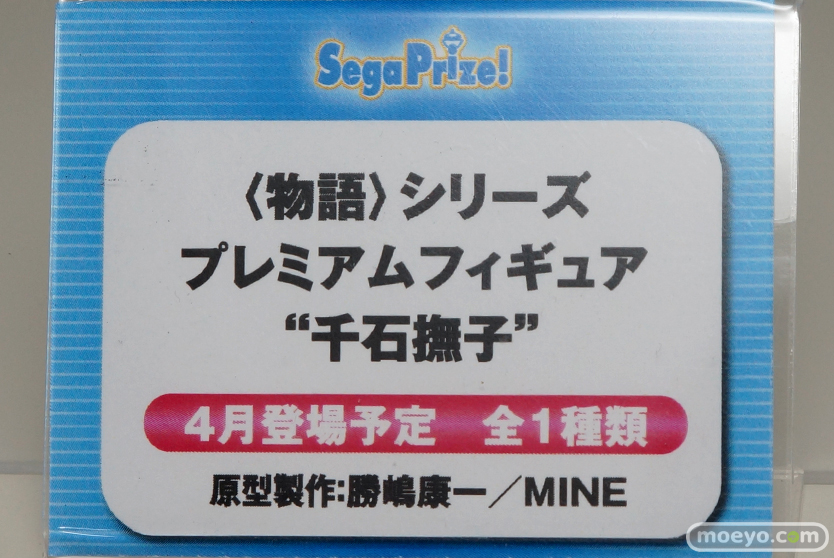 SegaPrize!
〈物語〉シリーズ
プレミアムフィギュア
“千石撫子”
4月登場予定　全1種類
原型製作:勝嶋康一／MINE
moeyo.com